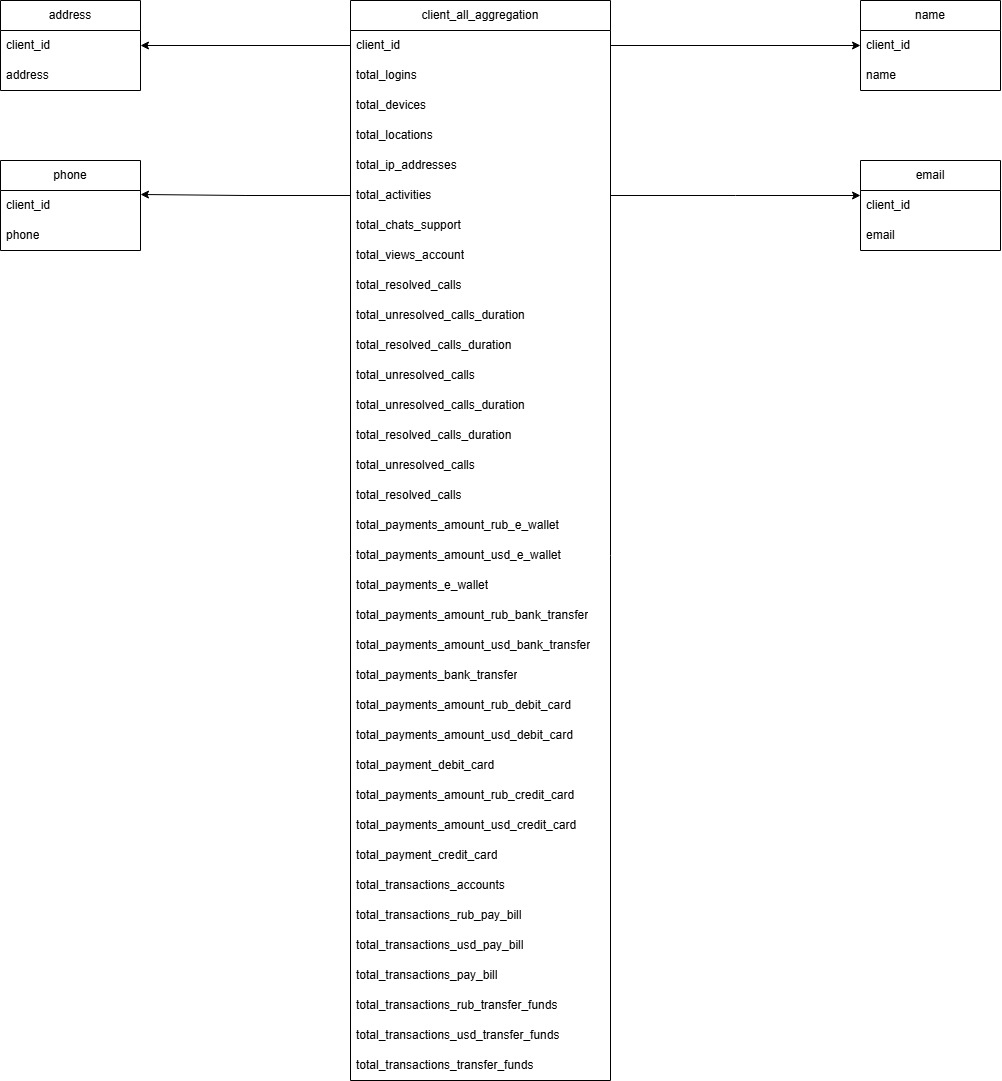 address
client_id
address
phone
client_id
phone
client_all_aggregation
client_id
total_logins
total_devices
total_locations
total_ip_addresses
total_activities
total_chats_support
total_views_account
total_resolved_calls
total_unresolved_calls_duration
total_resolved_calls_duration
total_unresolved_calls
total_unresolved_calls_duration
total_resolved_calls_duration
total_unresolved_calls
total_resolved_calls
total_payments_amount_rub_e_wallet
total_payments_amount_usd_e_wallet
total_payments_e_wallet
total_payments_amount_rub_bank_transfer
total_payments_amount_usd_bank_transfer
total_payments_bank_transfer
total_payments_amount_rub_debit_card
total_payments_amount_usd_debit_card
total_payment_debit_card
total_payments_amount_rub_credit_card
total_payments_amount_usd_credit_card
total_payment_credit_card
total_transactions_accounts
total_transactions_rub_pay_bill
total_transactions_usd_pay_bill
total_transactions_pay_bill
total_transactions_rub_transfer_funds
total_transactions_usd_transfer_funds
total_transactions_transfer_funds
name
client_id
name
email
client_id
email